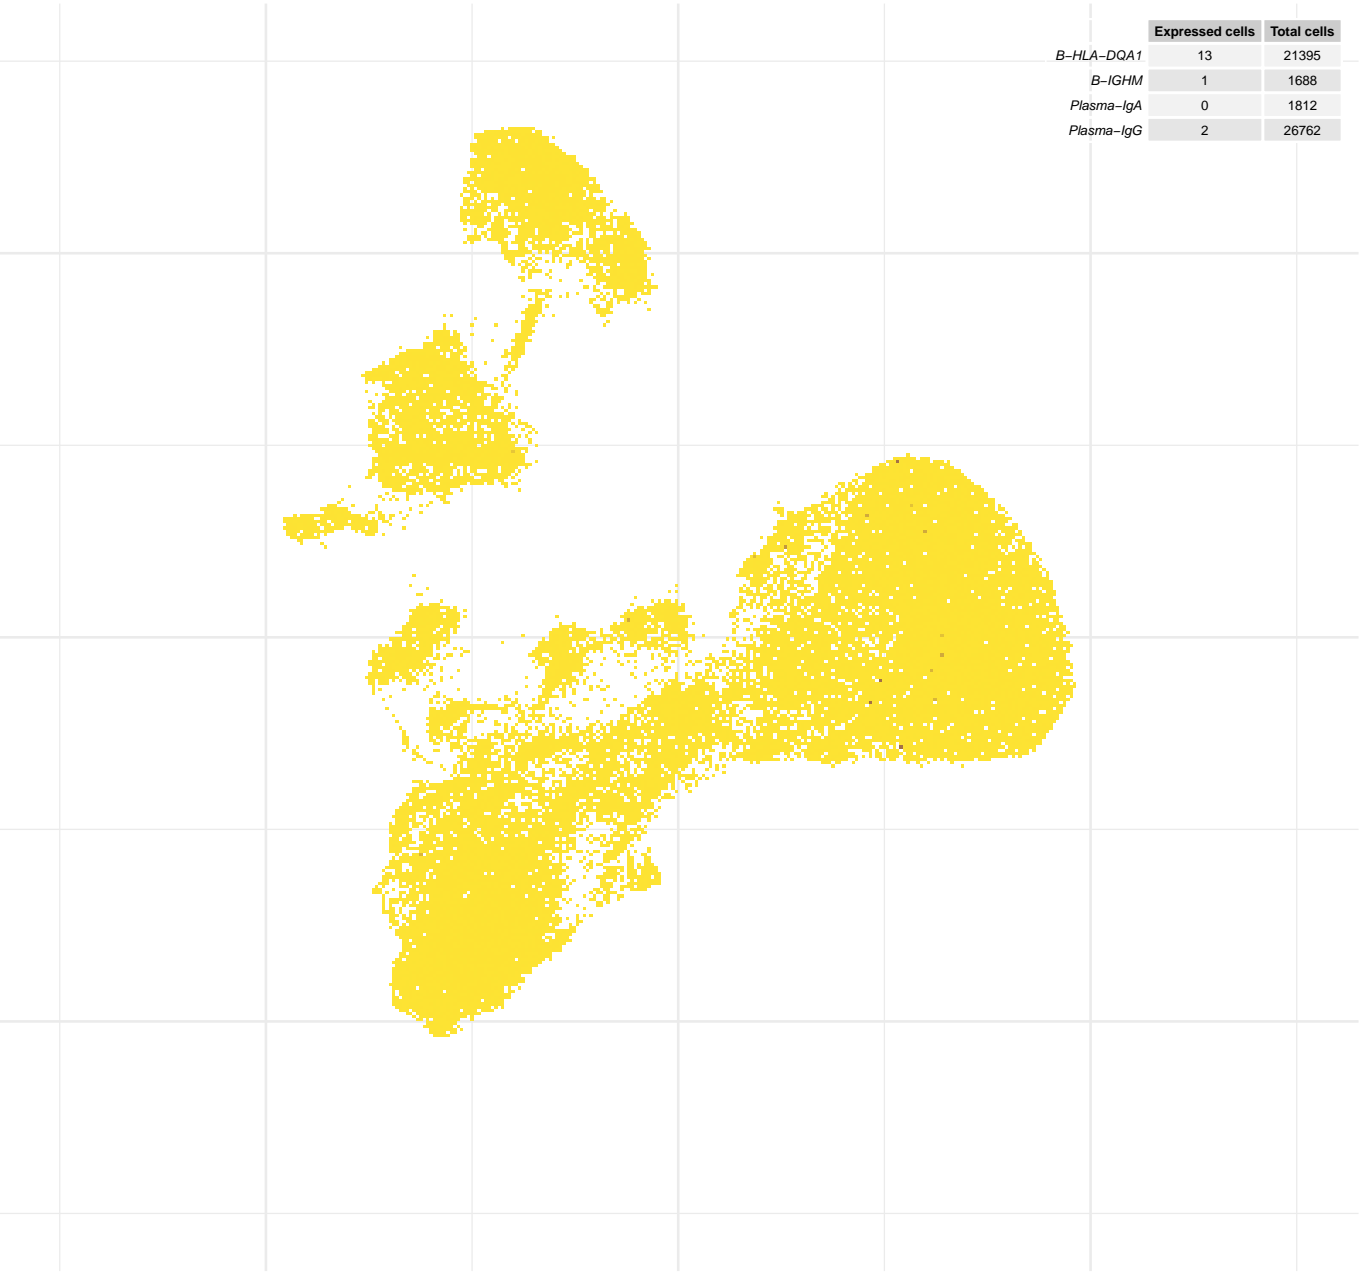 Expressed cells Total cells
B−HLA−DQA1 13 21395
B−IGHM 1 1688
Plasma−IgA 0 1812
Plasma−IgG 2 26762